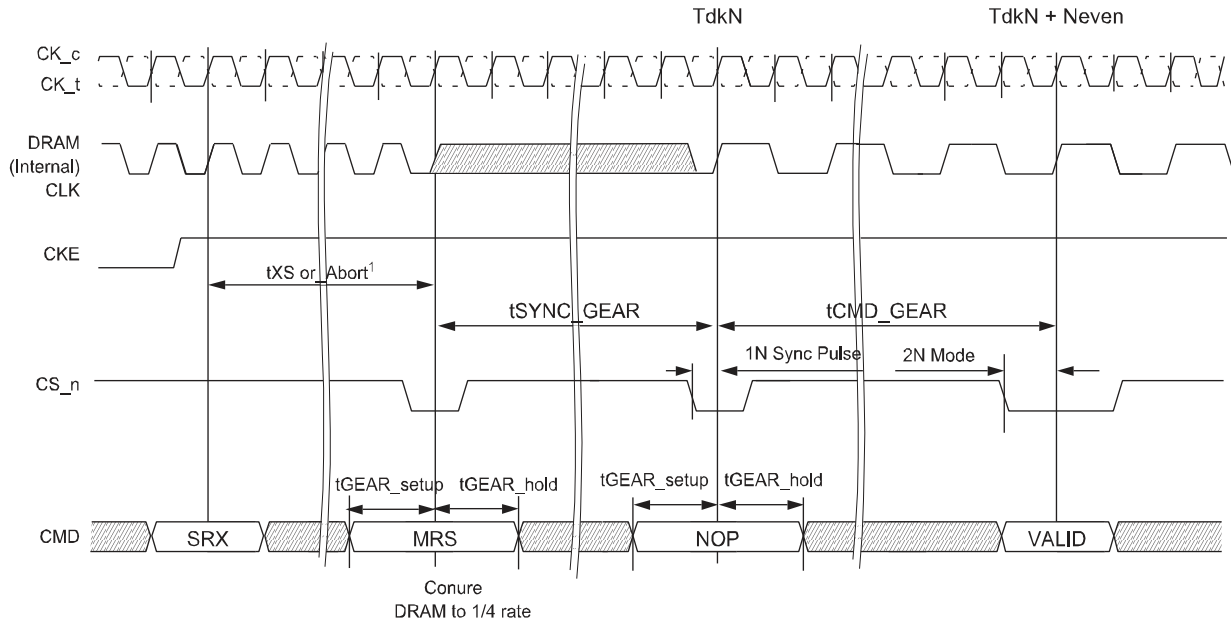 TdkN
TdkN + Neven
CK_c
CK_t
DRAM
(Internal)
CLK
CKE
tXS or_Abort1
tSYNC_GEAR
tCMD_GEAR
1N Sync Pulse
2N Mode
CS_n
tGEAR_setup
tGEAR_hold
tGEAR_setup
tGEAR_hold
CMD
SRX
MRS
NOP
VALID
Conure
DRAM to 1/4 rate